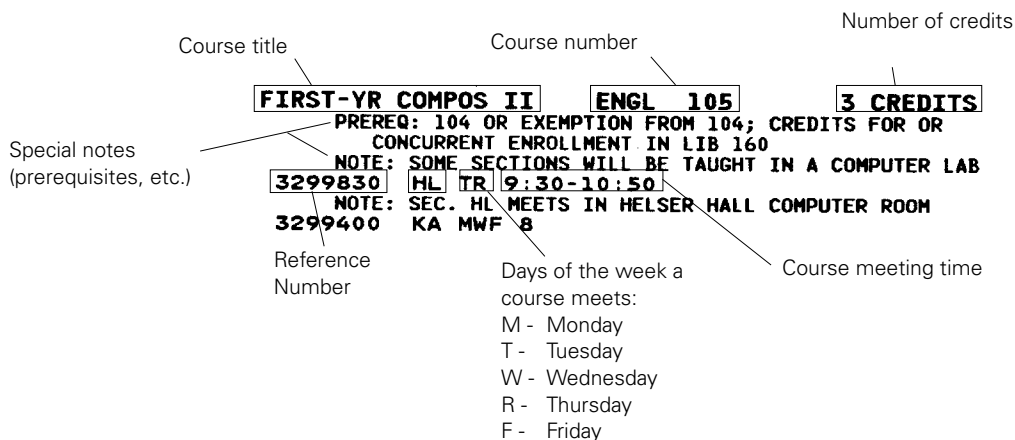 Number of credits
Course title
Course number
FIRST-YR COMPOS II ENGL 105 3 CREDITS
PREREQ: 104 OR EXEMPTION FROM 104; CREDITS FOR OR
CONCURRENT ENROLLMENT IN LIB 160
Special notes
(prerequisites, etc.)
NOTE: SOME SECTIONS WILL BE TAUGHT IN A COMPUTER LAB
3299830 HL TR 9:30-10:50
NOTE: SEC. HL MEETS IN HELSER HALL COMPUTER ROOM
3299400 KA MWF 8
Reference
Number
Days of the week a
course meets:
M - Monday
T - Tuesday
W - Wednesday
R - Thursday
F - Friday
Course meeting time